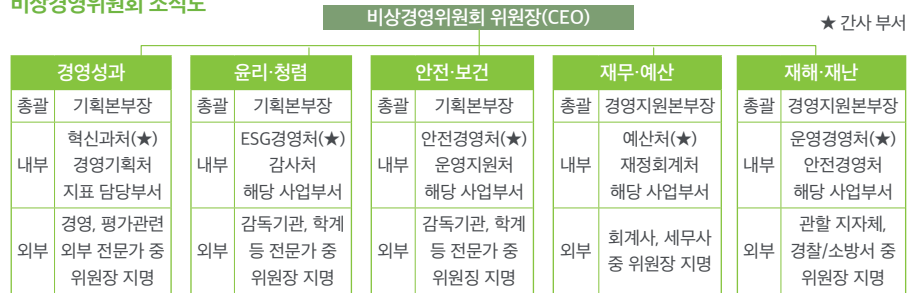 비상경영위원회 조직도
비상경영위원회 위원장(CEO)
★ 간사 부서
경영성과
총괄 기획본부장
내부
혁신과처(★)
경영기획처
지표 담당부서
외부
경영, 평가관련
외부 전문가 중
위원장 지명
윤리·청렴
총괄 기획본부장
내부
ESG경영처(★)
감사처
해당 사업부서
외부
감독기관, 학계
등 전문가 중
위원장 지명
안전·보건
총괄 기획본부장
내부
안전경영처(★)
운영지원처
해당 사업부서
외부
감독기관, 학계
등 전문가 중
위원장 지명
재무·예산
총괄 경영지원본부장
내부
예산처(★)
재정회계처
해당 사업부서
외부
회계사, 세무사
중 위원장 지명
재해·재난
총괄 경영지원본부장
내부
운영경영처(★)
안전경영처
해당 사업부서
외부
관할 지자체,
경찰/소방서 중
위원장 지명